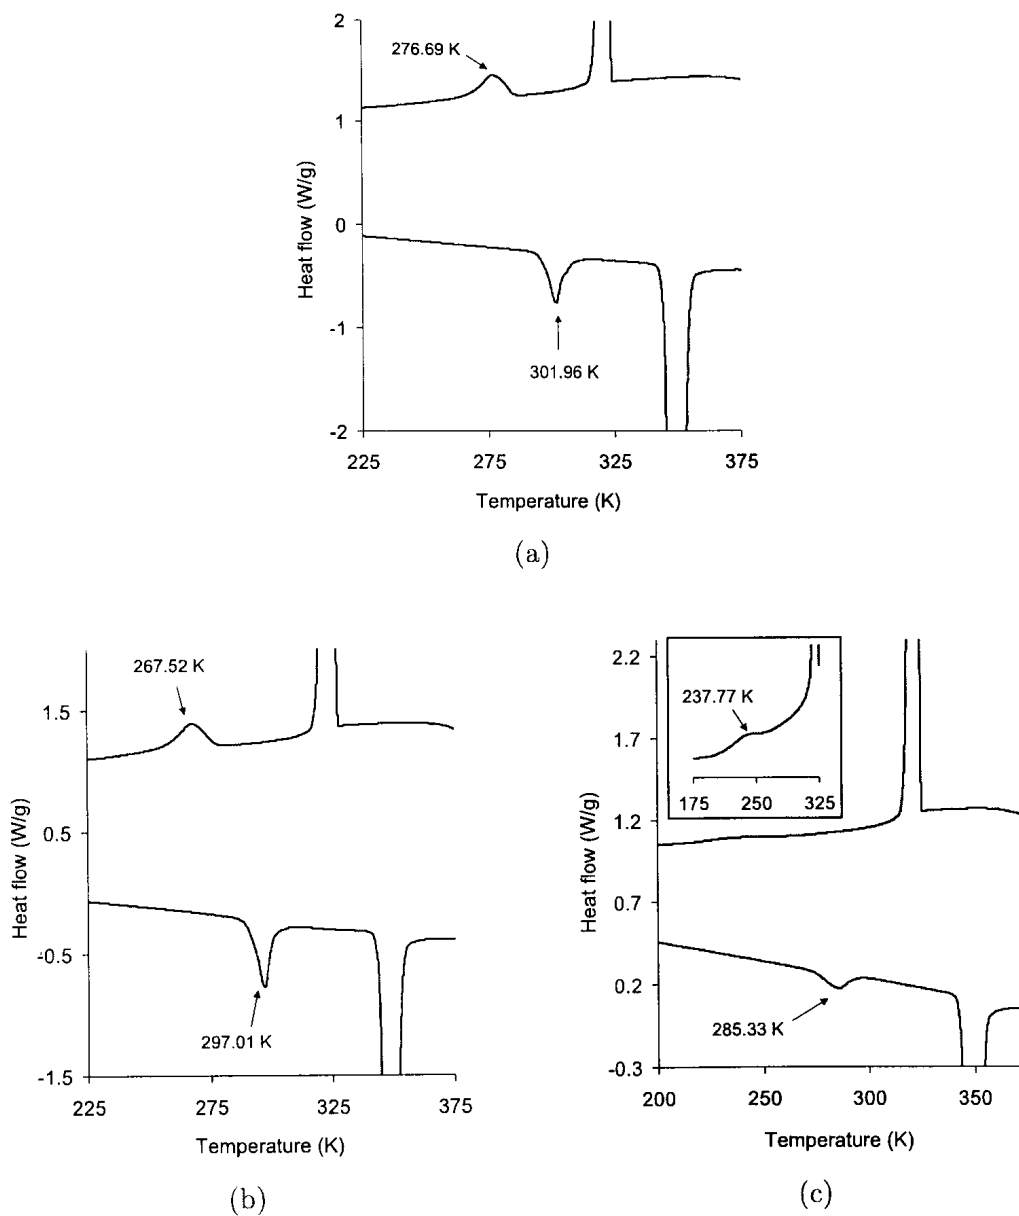 2
276.69 K
1
Heat flow (W/g)
0
-1
301.96 K
-2
225 275 325 375
Temperature (K)
(a)
267.52 K
1.5
Heat flow (W/g)
0.5
-0.5
297.01 K
-1.5
225 275 325 375
Temperature (K)
(b)
2.2
237.77 K
1.7
175 250 325
Heat flow (W/g)
1.2
0.7
0.2
285.33 K
-0.3
200 250 300 350
Temperature (K)
(c)